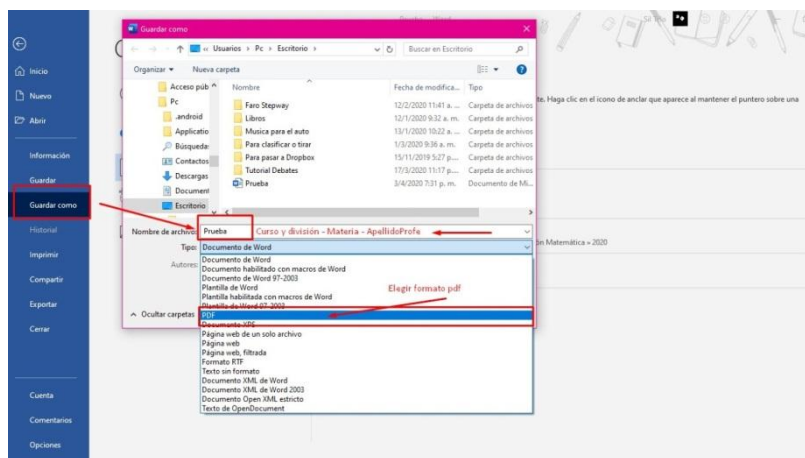 Guardar como
Usuarios > Pc > Escritorio >
Buscar en Escritorio
Organizar
Nueva carpeta
Inicio
Nuevo
Abrir
Información
Guardar
Guardar como
Historial
Imprimir
Compartir
Exportar
Cerrar
Cuenta
Comentarios
Opciones
Acceso púb
Pc
.android
Applicatio
Búsqueda
Contactos
Descargas
Document
Escritorio
Nombre Fecha de modifica... Tipo
Faro Stepway 12/2/2020 11:41 a. ... Carpeta de archivos
Libros 12/1/2020 9:32 a. m. Carpeta de archivos
Musica para el auto 13/1/2020 10:22 a. ... Carpeta de archivos
Para clasificar o tirar 1/3/2020 9:36 a. m. Carpeta de archivos
Para pasar a Dropbox 15/11/2019 5:27 p.... Carpeta de archivos
Tutorial Debates 17/3/2020 11:17 p.... Carpeta de archivos
Prueba 3/4/2020 7:31 p. m. Documento de Mi...
te. Haga clic en el icono de anclar que aparece al mantener el puntero sobre una
Nombre de archivo: Prueba Curso y división - Materia - ApellidoProfe
Tipo: Documento de Word
Matemática » 2020
Autores:
Documento de Word
Documento habilitado con macros de Word
Documento de Word 97-2003
Plantilla de Word
Plantilla habilitada con macros de Word
Plantilla de Word 97-2003
PDF
Documento XPS
Página web de un solo archivo
Página web
Página web, filtrada
Formato RTF
Texto sin formato
Documento XML de Word
Documento XML de Word 2003
Documento Open XML estricto
Texto de OpenDocument
Elegir formato pdf
Ocultar carpetas